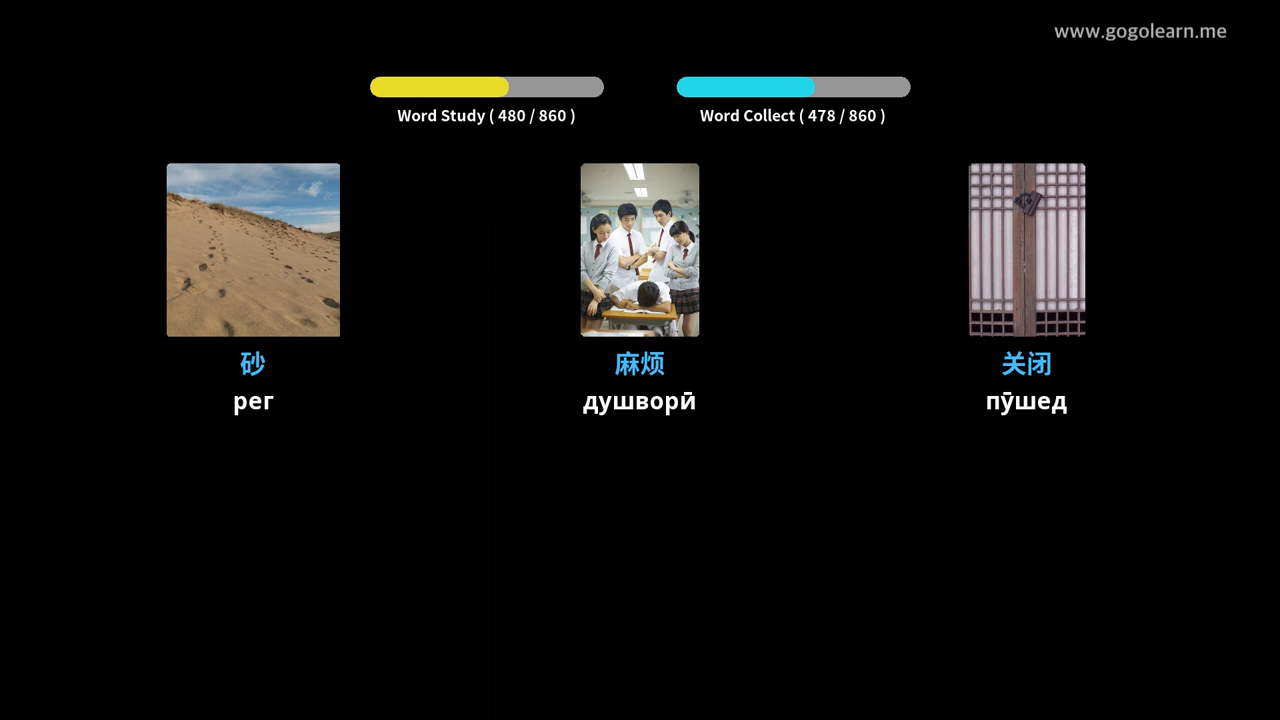 www.gogolearn.me
Word Study ( 480 / 860 )
Word Collect ( 478 / 860 )
砂
麻烦
关闭
рег
душворӣ
пӯшед